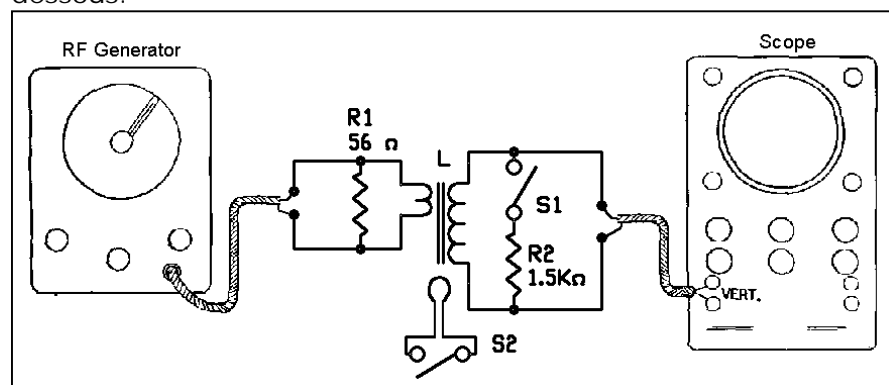 dessous.
RF Generator
Scope
R1
56 Ω
L
S1
R2
1.5KΩ
VERT.
S2